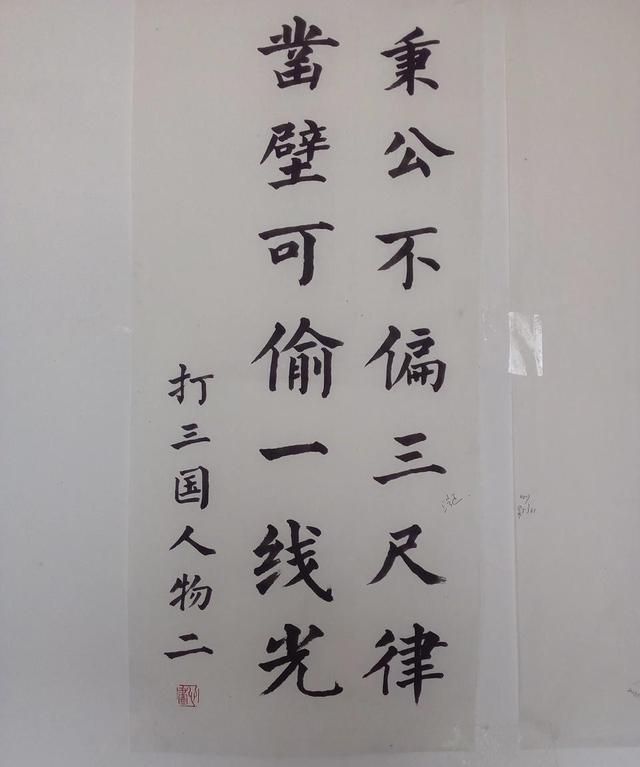 秉公不偏三尺律
凿壁可偷一线光
打三国人物二